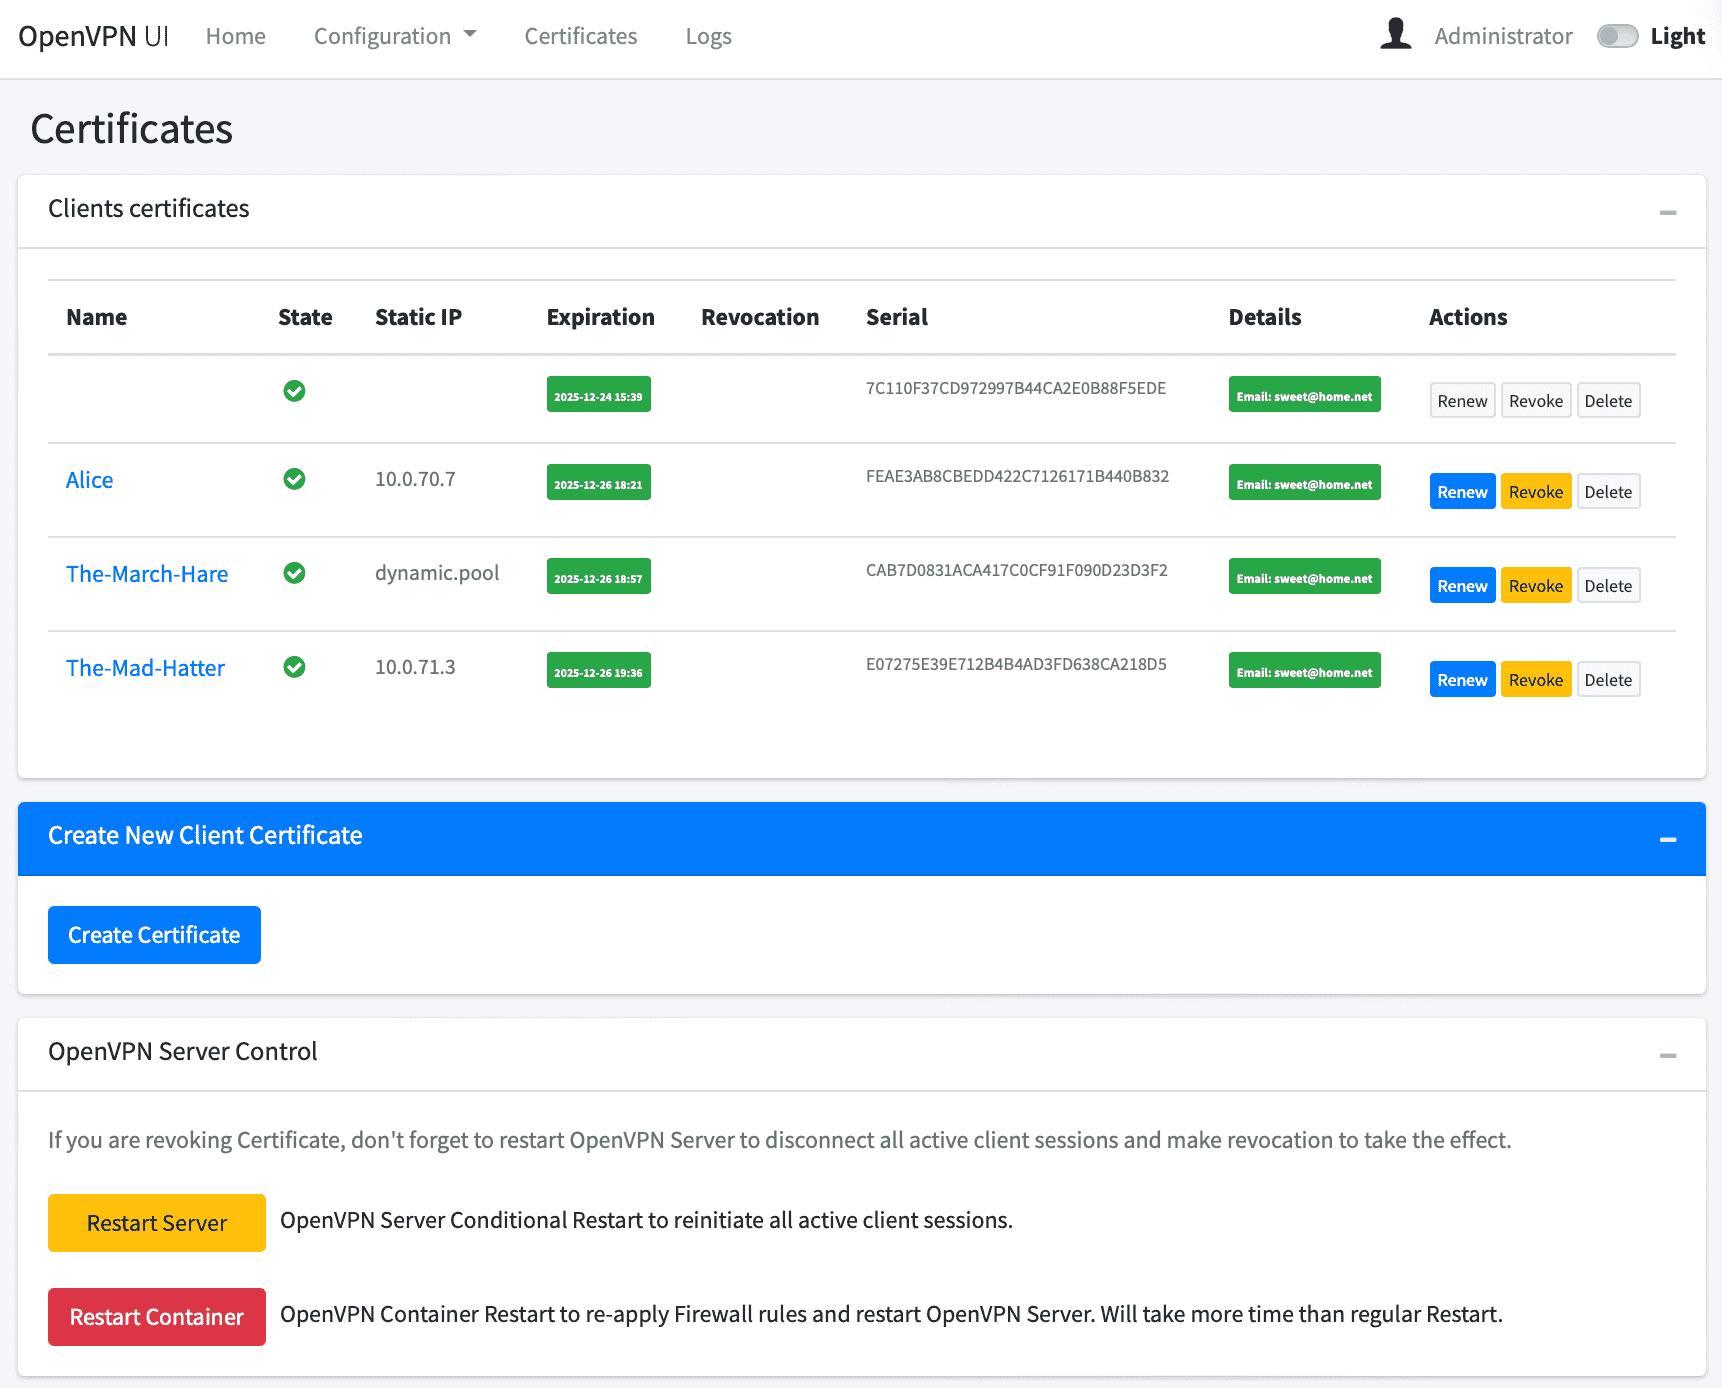 OpenVPN UI Home Configuration Certificates Logs Administrator Light
Certificates
Clients certificates
Name State Static IP Expiration Revocation Serial Details Actions
2025-12-24 15:39 7C110F37CD972997B44CA2E0B88F5EDE Email: sweet@home.net Renew Revoke Delete
Alice 10.0.70.7 2025-12-26 18:21 FEAE3AB8CBEDD422C7126171B440B832 Email: sweet@home.net Renew Revoke Delete
The-March-Hare dynamic.pool 2025-12-26 18:57 CAB7D0831ACA417C0CF91F090D23D3F2 Email: sweet@home.net Renew Revoke Delete
The-Mad-Hatter 10.0.71.3 2025-12-26 19:36 E07275E39E712B4B4AD3FD638CA218D5 Email: sweet@home.net Renew Revoke Delete
Create New Client Certificate
Create Certificate
OpenVPN Server Control
If you are revoking Certificate, don't forget to restart OpenVPN Server to disconnect all active client sessions and make revocation to take the effect.
Restart Server OpenVPN Server Conditional Restart to reinitiate all active client sessions.
Restart Container OpenVPN Container Restart to re-apply Firewall rules and restart OpenVPN Server. Will take more time than regular Restart.